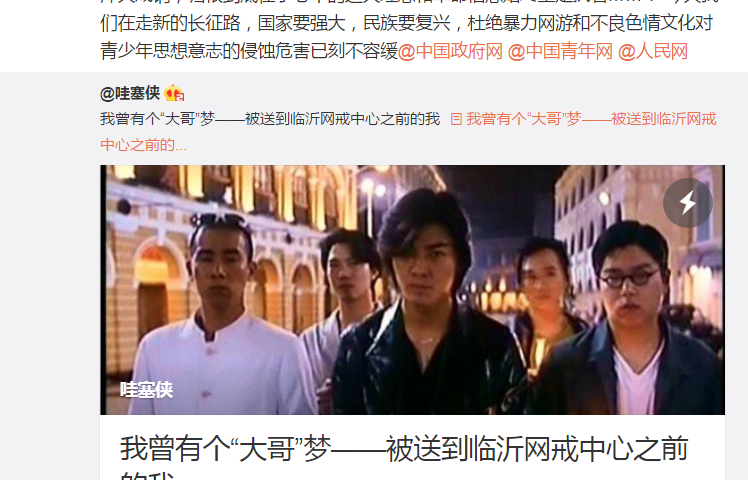 们在走新的长征路，国家要强大，民族要复兴，杜绝暴力网游和不良色情文化对
青少年思想意志的侵蚀危害已刻不容缓@中国政府网 @中国青年网 @人民网
@哇塞侠
我曾有个“大哥”梦——被送到临沂网戒中心之前的我 我曾有个“大哥”梦——被送到临沂网戒
中心之前的...
哇塞侠
我曾有个“大哥”梦——被送到临沂网戒中心之前
的我